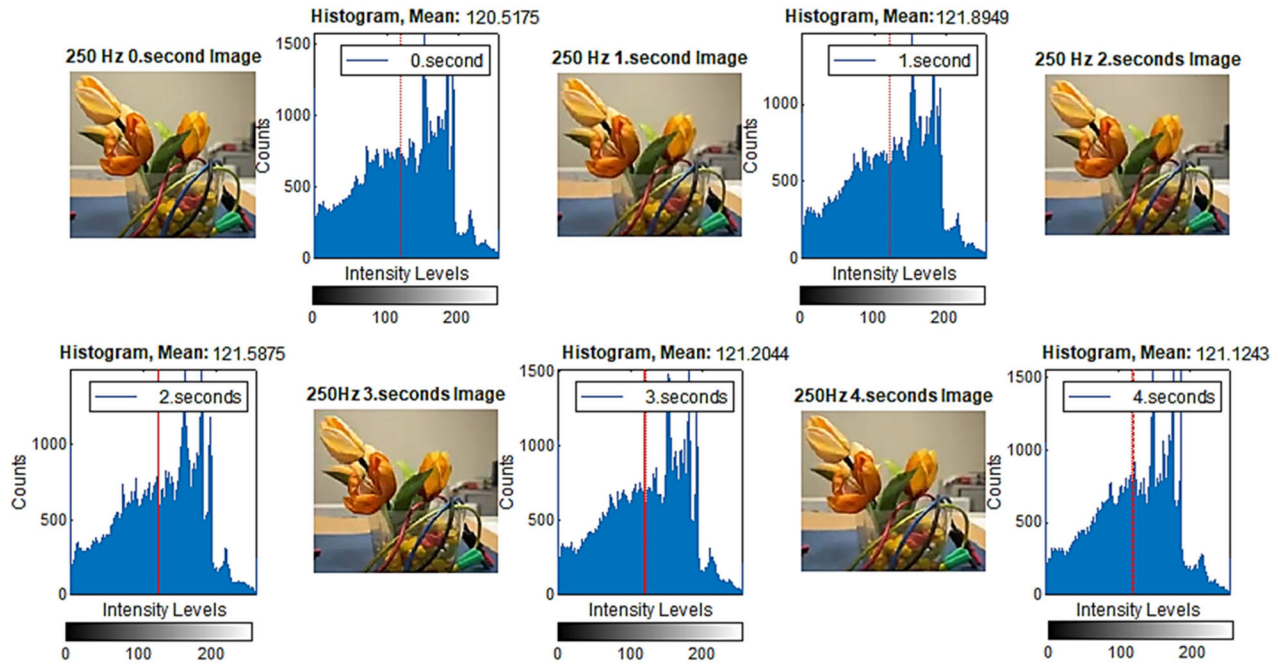 Histogram, Mean: 120.5175
250 Hz 0.second Image
1500
1000
500
0
Counts
0.second
Intensity Levels
0 100 200
250 Hz 1.second Image
Histogram, Mean: 121.8949
1000
500
0
Counts
1.second
Intensity Levels
0 100 200
250 Hz 2.seconds Image
Histogram, Mean: 121.5875
1000
500
0
Counts
2.seconds
Intensity Levels
0 100 200
250Hz 3.seconds Image
Histogram, Mean: 121.2044
1500
1000
500
0
Counts
3.seconds
Intensity Levels
0 100 200
250Hz 4.seconds Image
Histogram, Mean: 121.1243
1500
1000
500
0
Counts
4.seconds
Intensity Levels
0 100 200